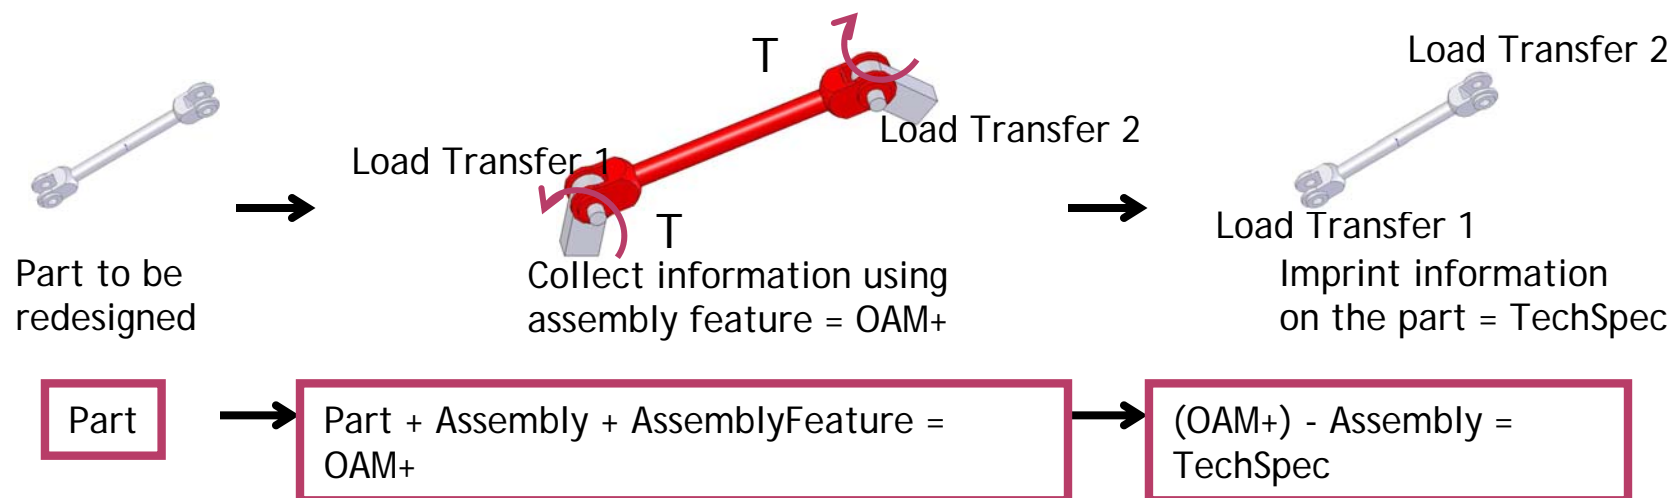 T
Load Transfer 2
Load Transfer 1
Load Transfer 2
T
Load Transfer 1
Part to be
redesigned
Collect information using
assembly feature = OAM+
Imprint information
on the part = TechSpec
Part
Part + Assembly + AssemblyFeature =
OAM+
(OAM+) - Assembly =
TechSpec